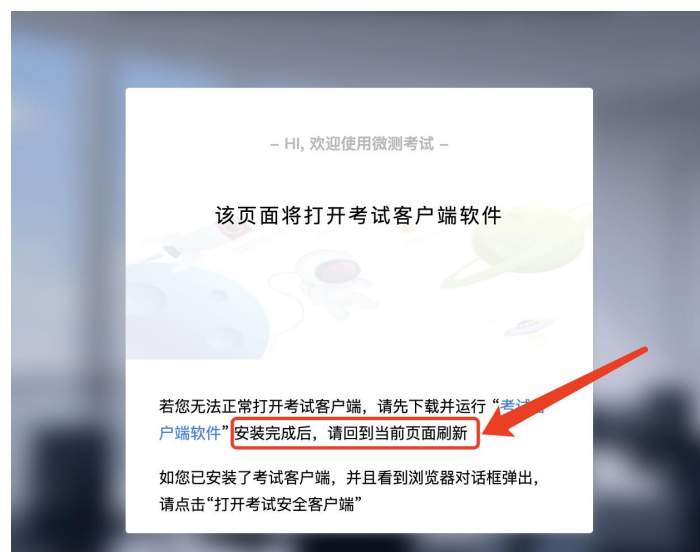 – HI, 欢迎使用微测考试 –
该页面将打开考试客户端软件
若您无法正常打开考试客户端，请先下载并运行 “考试客
户端软件” 安装完成后，请回到当前页面刷新
如您已安装了考试客户端，并且看到浏览器对话框弹出，
请点击“打开考试安全客户端”